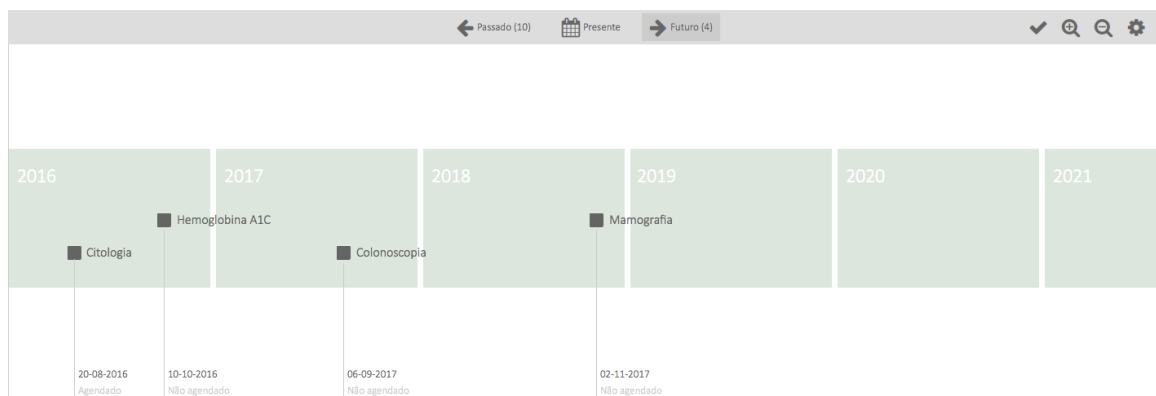 Passado (10)
Presente
Futuro (4)
2016
2017
2018
2019
2020
2021
Hemoglobina A1C
Mamografia
Citologia
Colonoscopia
20-08-2016
10-10-2016
06-09-2017
02-11-2017
Agendado
Não agendado
Não agendado
Não agendado